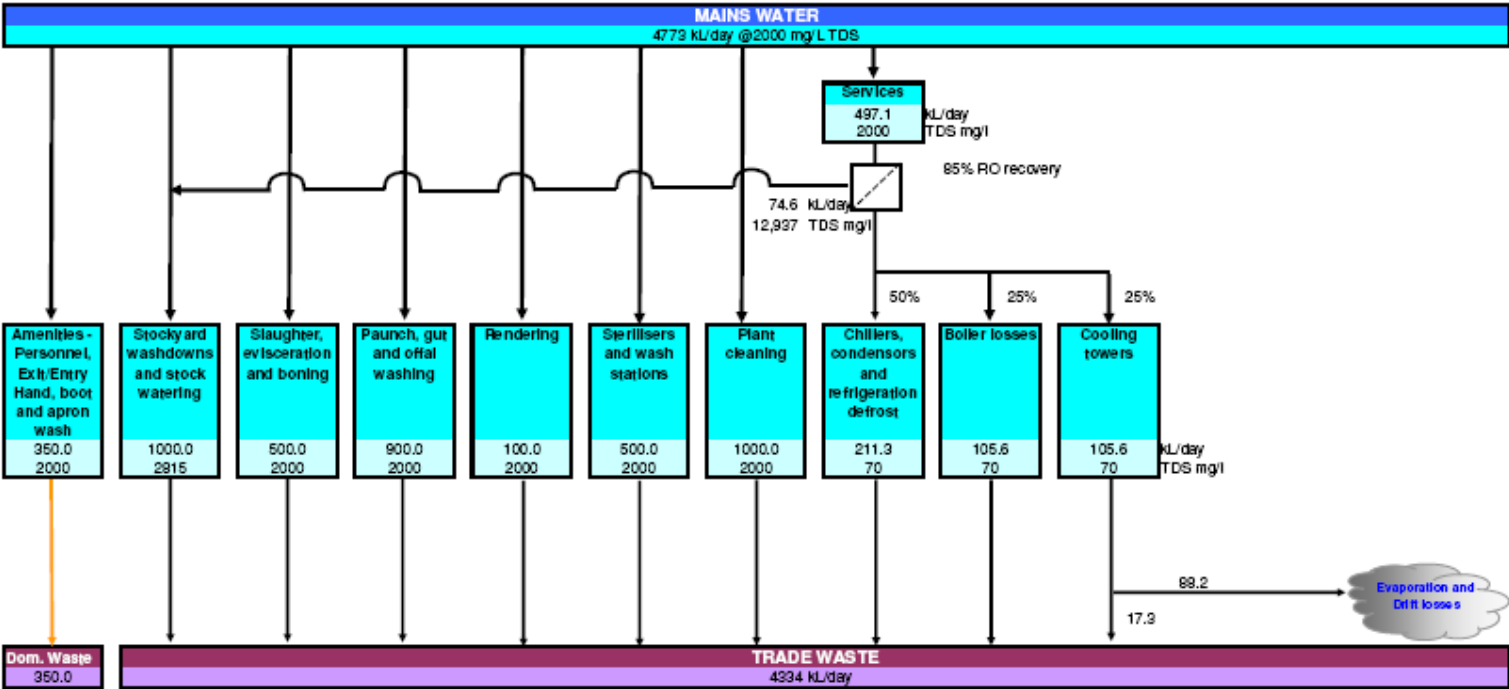 MAINS WATER
4773 kL/day @2000 mg/L TDS
Services
497.1 kL/day
2000 TDS mg/l
85% RO recovery
74.6 kL/day
12,937 TDS mg/l
50%
25%
25%
Amenities -
Personnel,
Exit/Entry
Hand, boot
and apron
wash
350.0
2000
Stockyard
washdowns
and stock
watering
1000.0
2815
Slaughter,
evisceration
and boning
500.0
2000
Paunch, gut
and offal
washing
900.0
2000
Rendering
100.0
2000
Sterilisers
and wash
stations
500.0
2000
Plant
cleaning
1000.0
2000
Chillers,
condensors
and
refrigeration
defrost
211.3
70
Boiler losses
105.6
70
Cooling
towers
105.6 kL/day
70 TDS mg/l
88.2
Evaporation and
Drift losses
17.3
Dom. Waste
350.0
TRADE WASTE
4334 kL/day